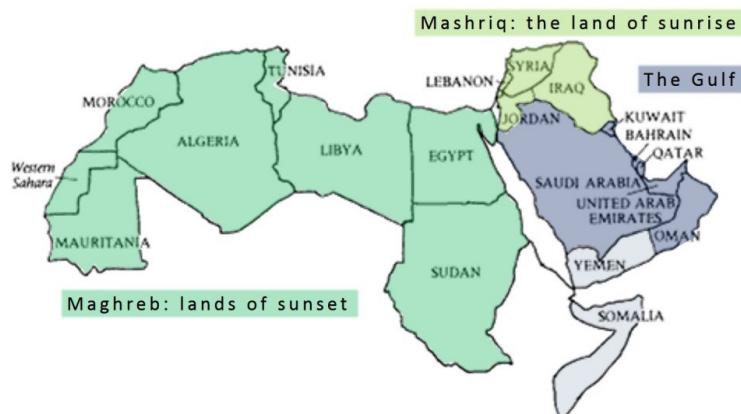 Mashriq: the land of sunrise
The Gulf
SYRIA
LEBANON
IRAQ
JORDAN
KUWAIT
BAHRAIN
QATAR
SAUDI ARABIA
UNITED ARAB
EMIRATES
OMAN
YEMEN
SOMALIA
TUNISIA
MOROCCO
ALGERIA
LIBYA
EGYPT
Western
Sahara
MAURITANIA
SUDAN
Maghreb: lands of sunset